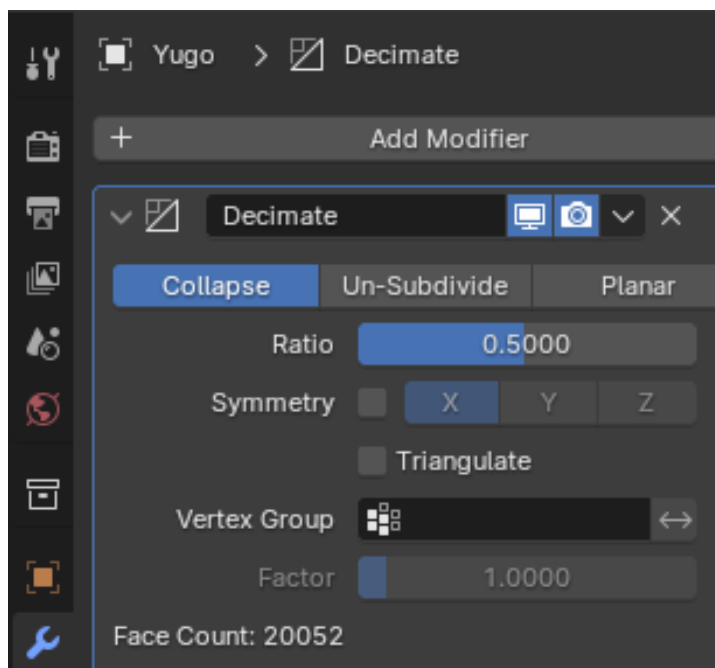 Yugo > Decimate
+ Add Modifier
Decimate
Collapse Un-Subdivide Planar
Ratio 0.5000
Symmetry X Y Z
Triangulate
Vertex Group
Factor 1.0000
Face Count: 20052